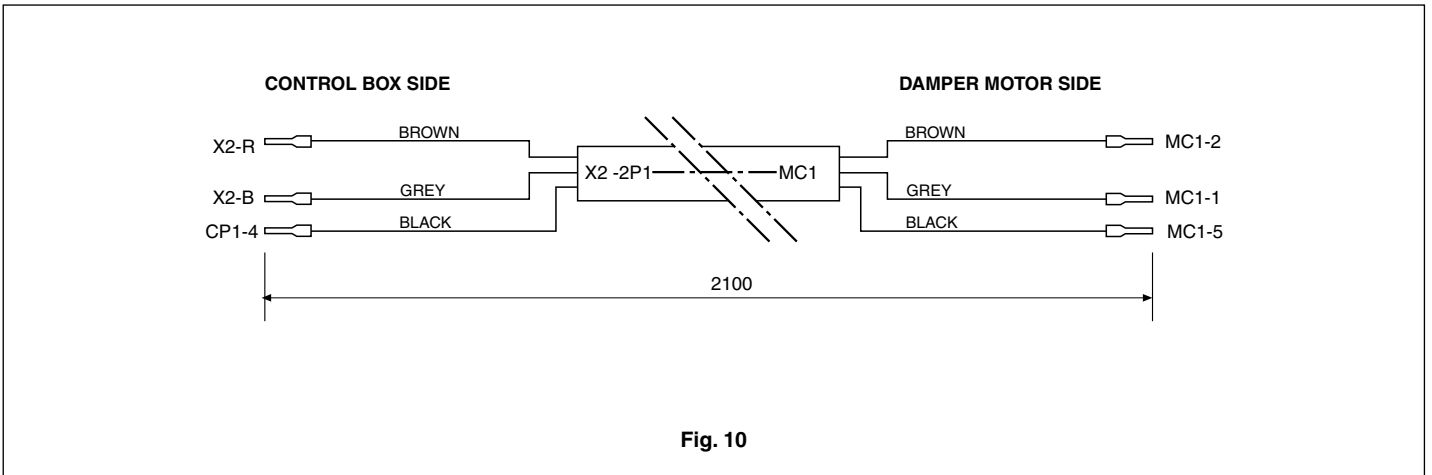 CONTROL BOX SIDE
DAMPER MOTOR SIDE
X2-R
BROWN
BROWN
MC1-2
X2 -2P1
MC1
X2-B
GREY
GREY
MC1-1
CP1-4
BLACK
BLACK
MC1-5
2100
Fig. 10